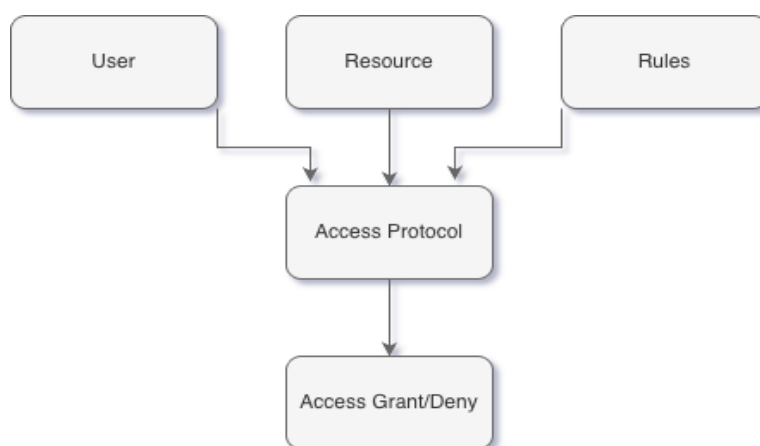 User
Resource
Rules
Access Protocol
Access Grant/Deny